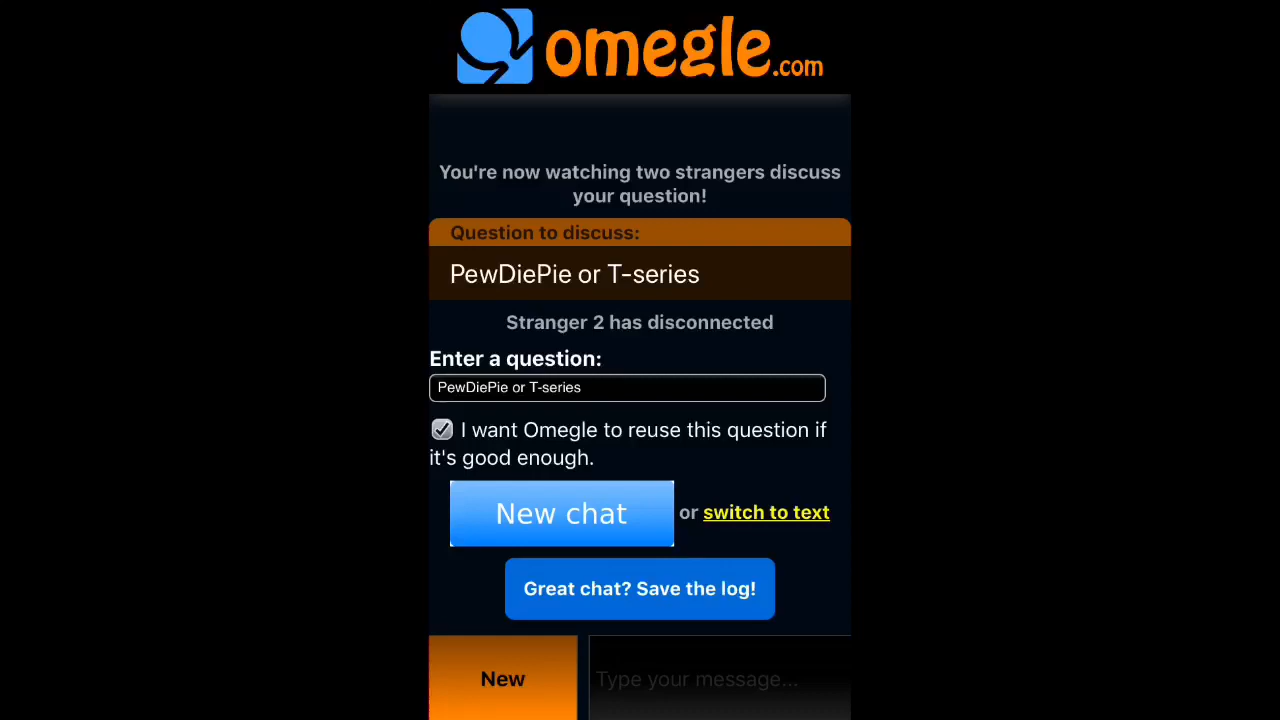 omegle.com
You're now watching two strangers discuss
your question!
Question to discuss:
PewDiePie or T-series
Stranger 2 has disconnected
Enter a question:
PewDiePie or T-series
I want Omegle to reuse this question if
it's good enough.
New chat or switch to text
Great chat? Save the log!
New Type your message...